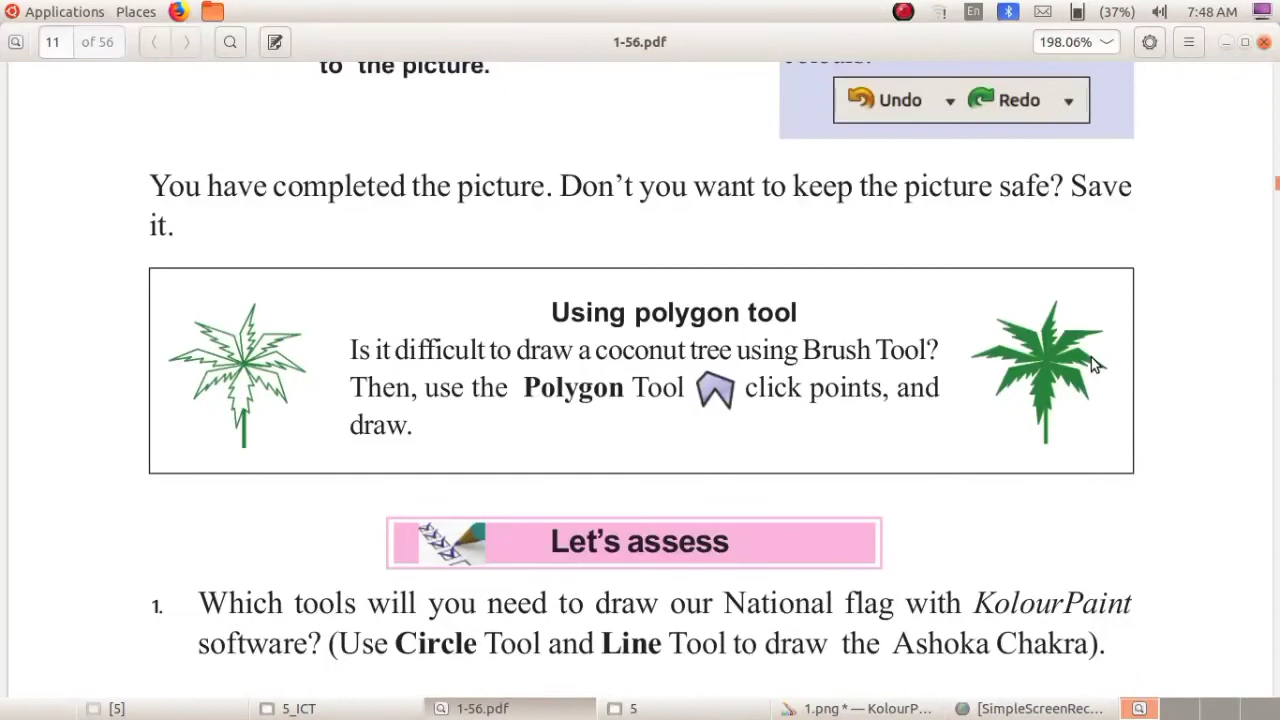 Applications Places En (37%) 7:48 AM
11 of 56 1-56.pdf 198.06%
to the picture.
Undo Redo
You have completed the picture. Don't you want to keep the picture safe? Save
it.
Using polygon tool
Is it difficult to draw a coconut tree using Brush Tool?
Then, use the Polygon Tool click points, and
draw.
Let's assess
1. Which tools will you need to draw our National flag with KolourPaint
software? (Use Circle Tool and Line Tool to draw the Ashoka Chakra).
[5] 5_ICT 1-56.pdf 5 1.png * — KolourP... [SimpleScreenRec...